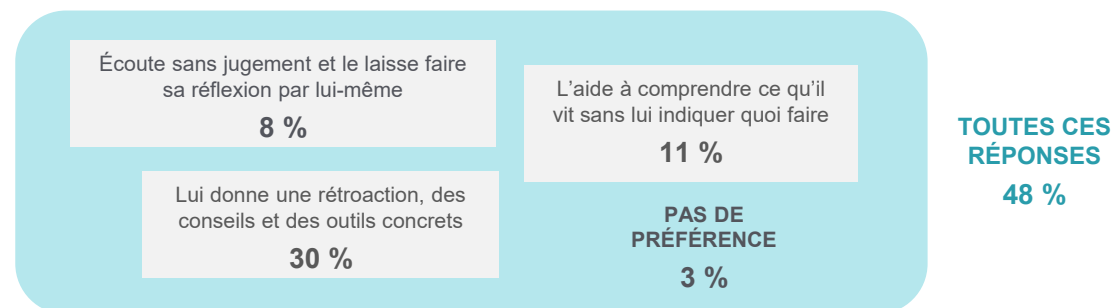 Écoute sans jugement et le laisse faire
sa réflexion par lui-même
8 %
L'aide à comprendre ce qu'il
vit sans lui indiquer quoi faire
11 %
Lui donne une rétroaction, des
conseils et des outils concrets
30 %
PAS DE
PRÉFÉRENCE
3 %
TOUTES CES
RÉPONSES
48 %